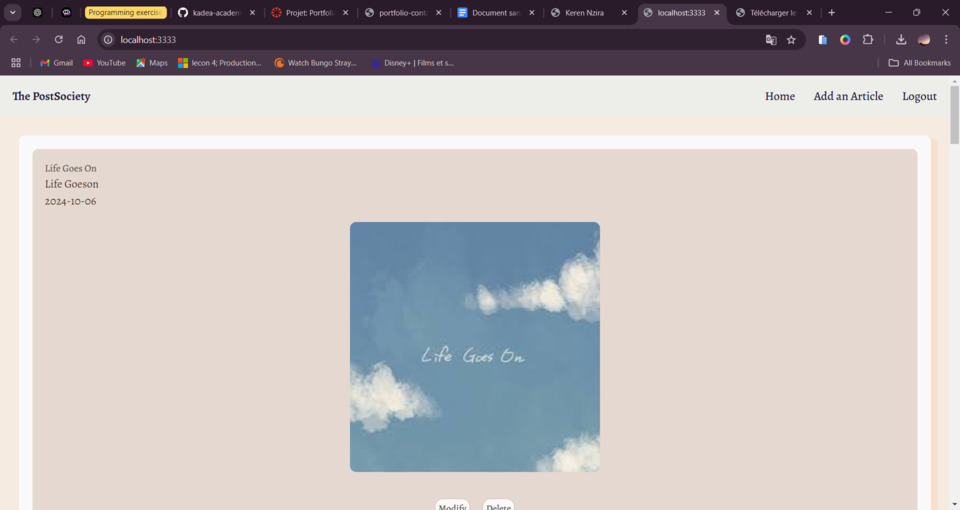 Programming exercise
kadea-academ
Projet: Portfoli
portfolio-cont
Document san
Keren Nzira
localhost:3333
Télécharger le
localhost:3333
Gmail
YouTube
Maps
lecon 4; Production...
Watch Bungo Stray...
Disney+ | Films et s...
All Bookmarks
The PostSociety
Home
Add an Article
Logout
Life Goes On
Life Goeson
2024-10-06
Life Goes On
Modify
Delete